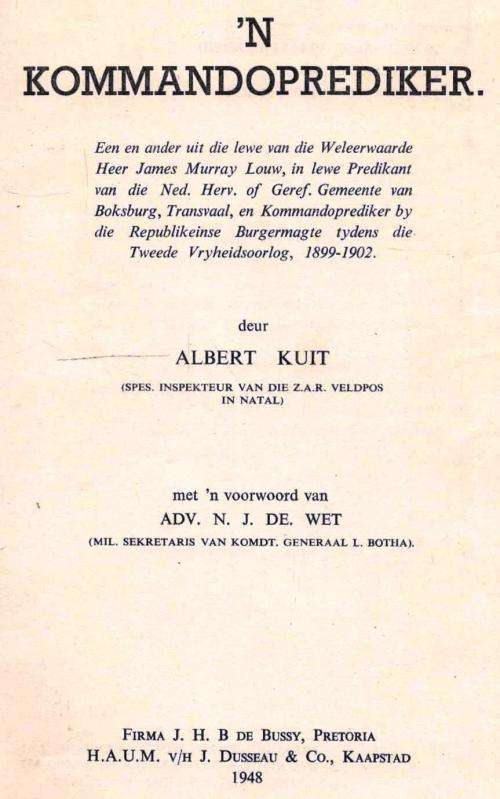 'N
KOMMANDOPREDIKER.
Een en ander uit die lewe van die Weleerwaarde
Heer James Murray Louw, in lewe Predikant
van die Ned. Herv. of Geref. Gemeente van
Boksburg, Transvaal, en Kommandoprediker by
die Republikeinse Burgermagte tydens die
Tweede Vryheidsoorlog, 1899-1902.
deur
ALBERT KUIT
(SPES. INSPEKTEUR VAN DIE Z.A.R. VELDPOS
IN NATAL)
met 'n voorwoord van
ADV. N. J. DE. WET
(MIL. SEKRETARIS VAN KOMDT. GENERAAL L. BOTHA).
FIRMA J. H. B DE BUSSY, PRETORIA
H.A.U.M. V/H J. DUSSEAU & CO., KAAPSTAD
1948